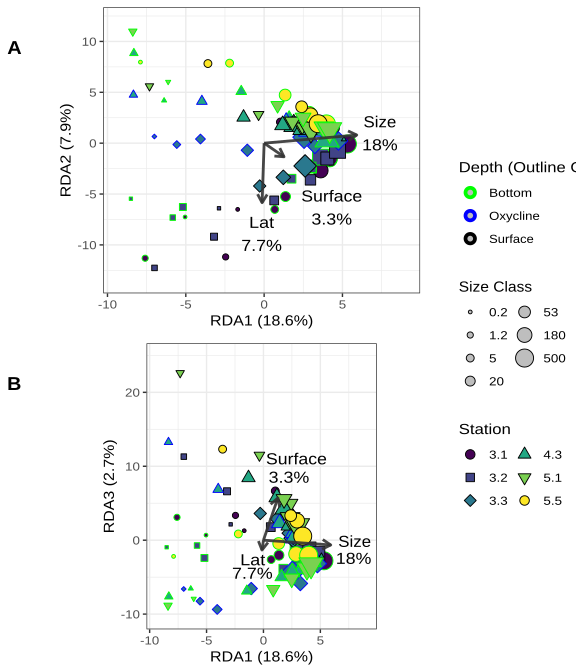 A
10
5
0
-5
-10
RDA2 (7.9%)
Size
18%
Surface
3.3%
Lat
7.7%
-10 -5 0 5
RDA1 (18.6%)
B
20
10
0
-10
RDA3 (2.7%)
Surface
3.3%
Size
18%
Lat
7.7%
-10 -5 0 5
RDA1 (18.6%)
Depth (Outline C
Bottom
Oxycline
Surface
Size Class
0.2 53
1.2 180
5 500
20
Station
3.1 4.3
3.2 5.1
3.3 5.5